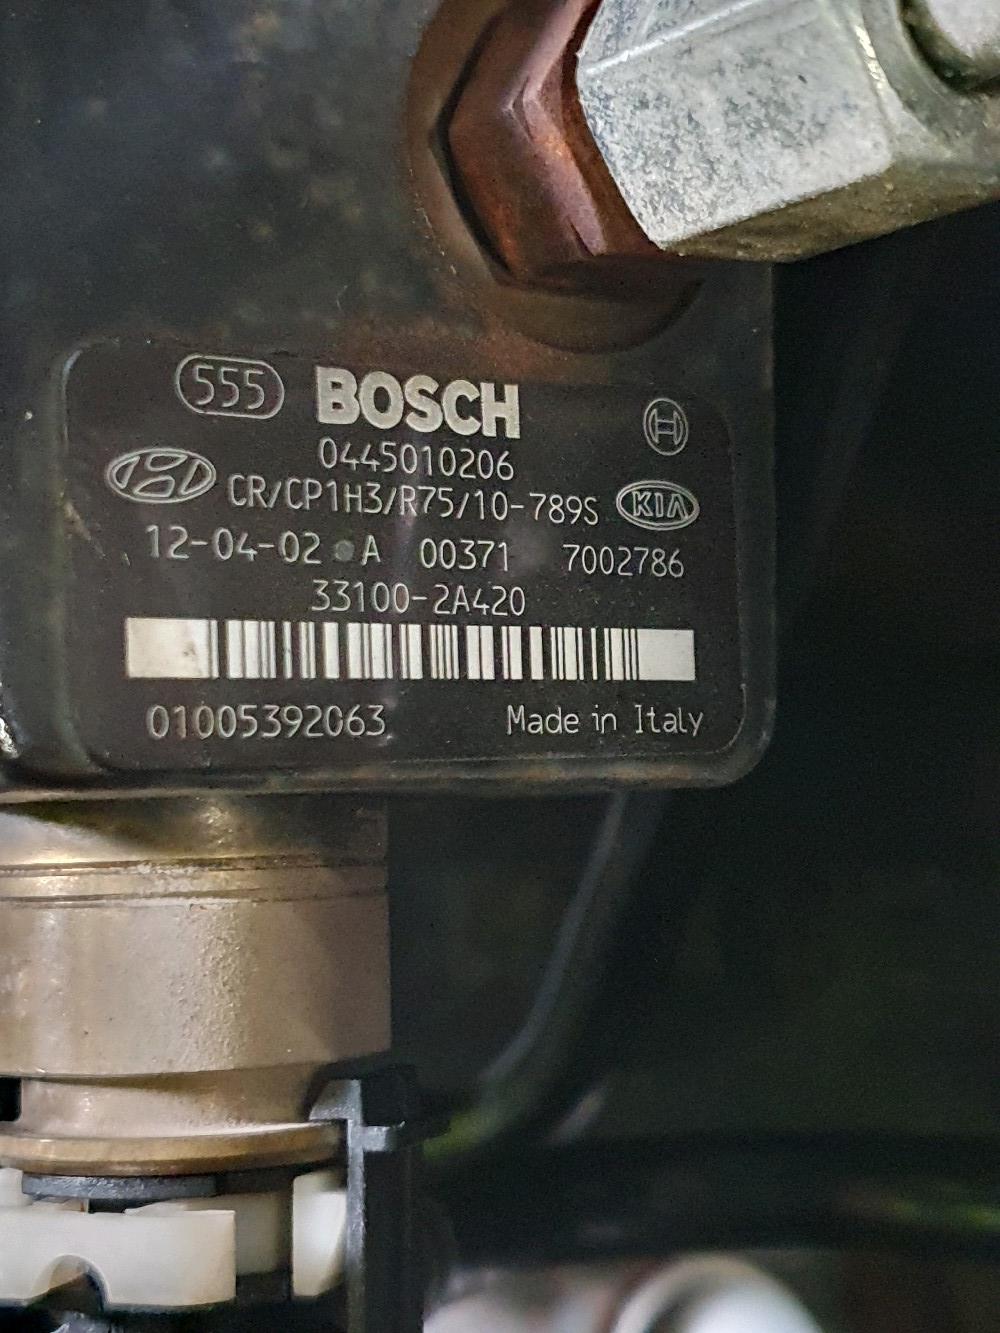 555 BOSCH
0445010206
CR/CP1H3/R75/10-789S KIA
12-04-02 A 00371 7002786
33100-2A420
01005392063 Made in Italy